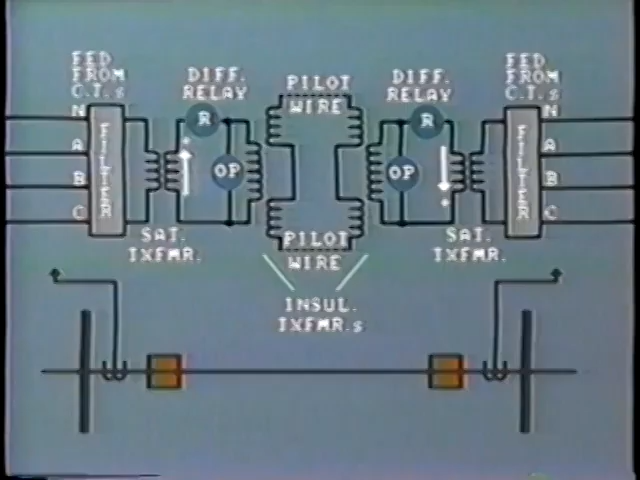 FED
FROM
C.T.s
DIFF.
RELAY
PILOT
WIRE
DIFF.
RELAY
FED
FROM
C.T.s
N
A
B
C
FILTER
R
OP
SAT.
TXFMR.
PILOT
WIRE
INSUL.
TXFMR.s
R
OP
SAT.
TXFMR.
FILTER
N
A
B
C